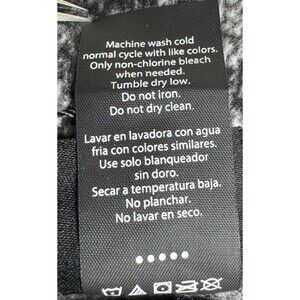 Machine wash cold
normal cycle with like colors.
Only non-chlorine bleach
when needed.
Tumble dry low.
Do not iron.
Do not dry clean.
Lavar en lavadora con agua
fria con colores similares.
Use solo blanqueador
sin doro.
Secar a temperatura baja.
No planchar.
No lavar en seco.